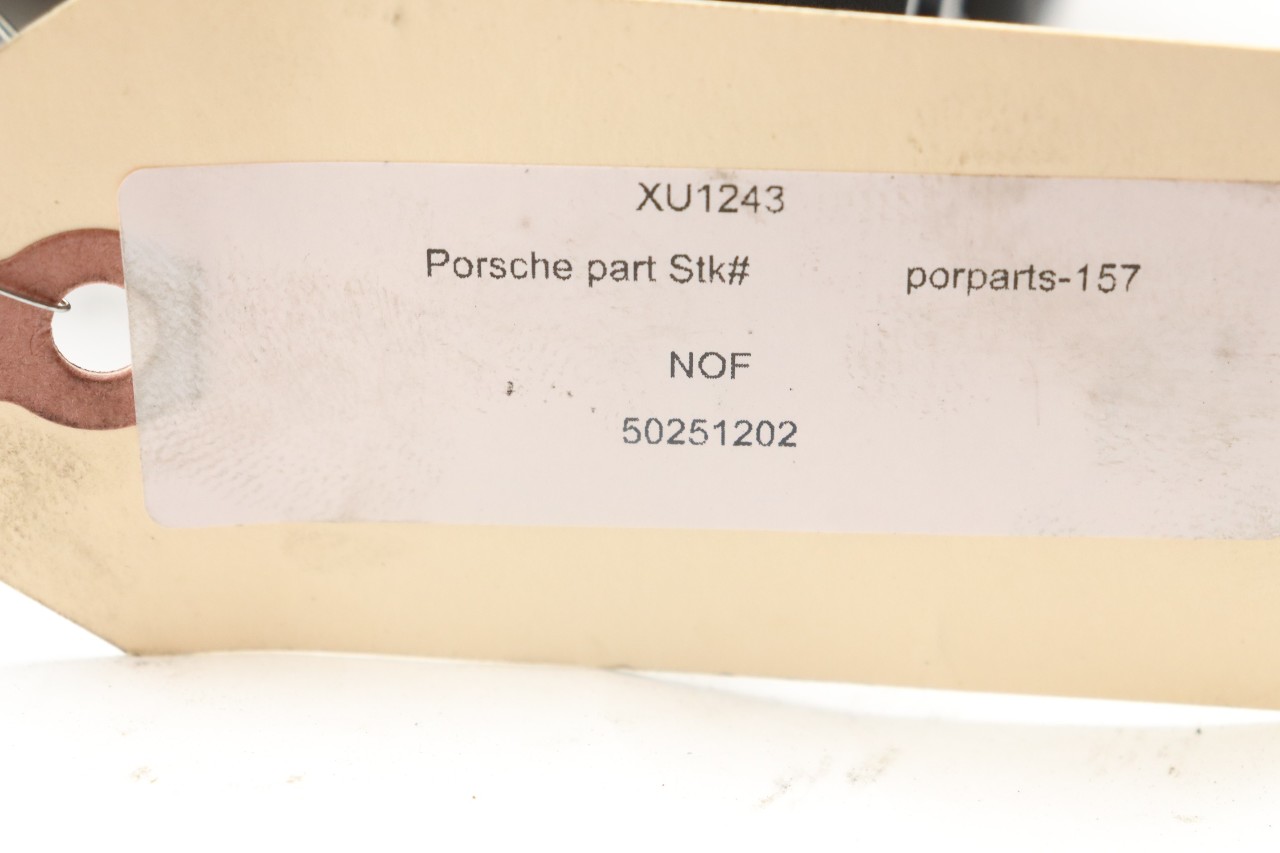 XU1243
Porsche part Stk# porparts-157
NOF
50251202